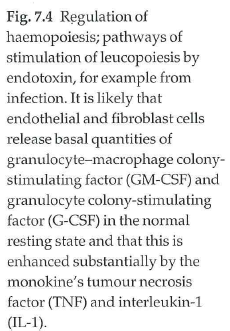 Fig. 7.4 Regulation of
haemopoiesis; pathways of
stimulation of leucopoiesis by
endotoxin, for example from
infection. It is likely that
endothelial and fibroblast cells
release basal quantities of
granulocyte–macrophage colony-
stimulating factor (GM-CSF) and
granulocyte colony-stimulating
factor (G-CSF) in the normal
resting state and that this is
enhanced substantially by the
monokine's tumour necrosis
factor (TNF) and interleukin-1
(IL-1).